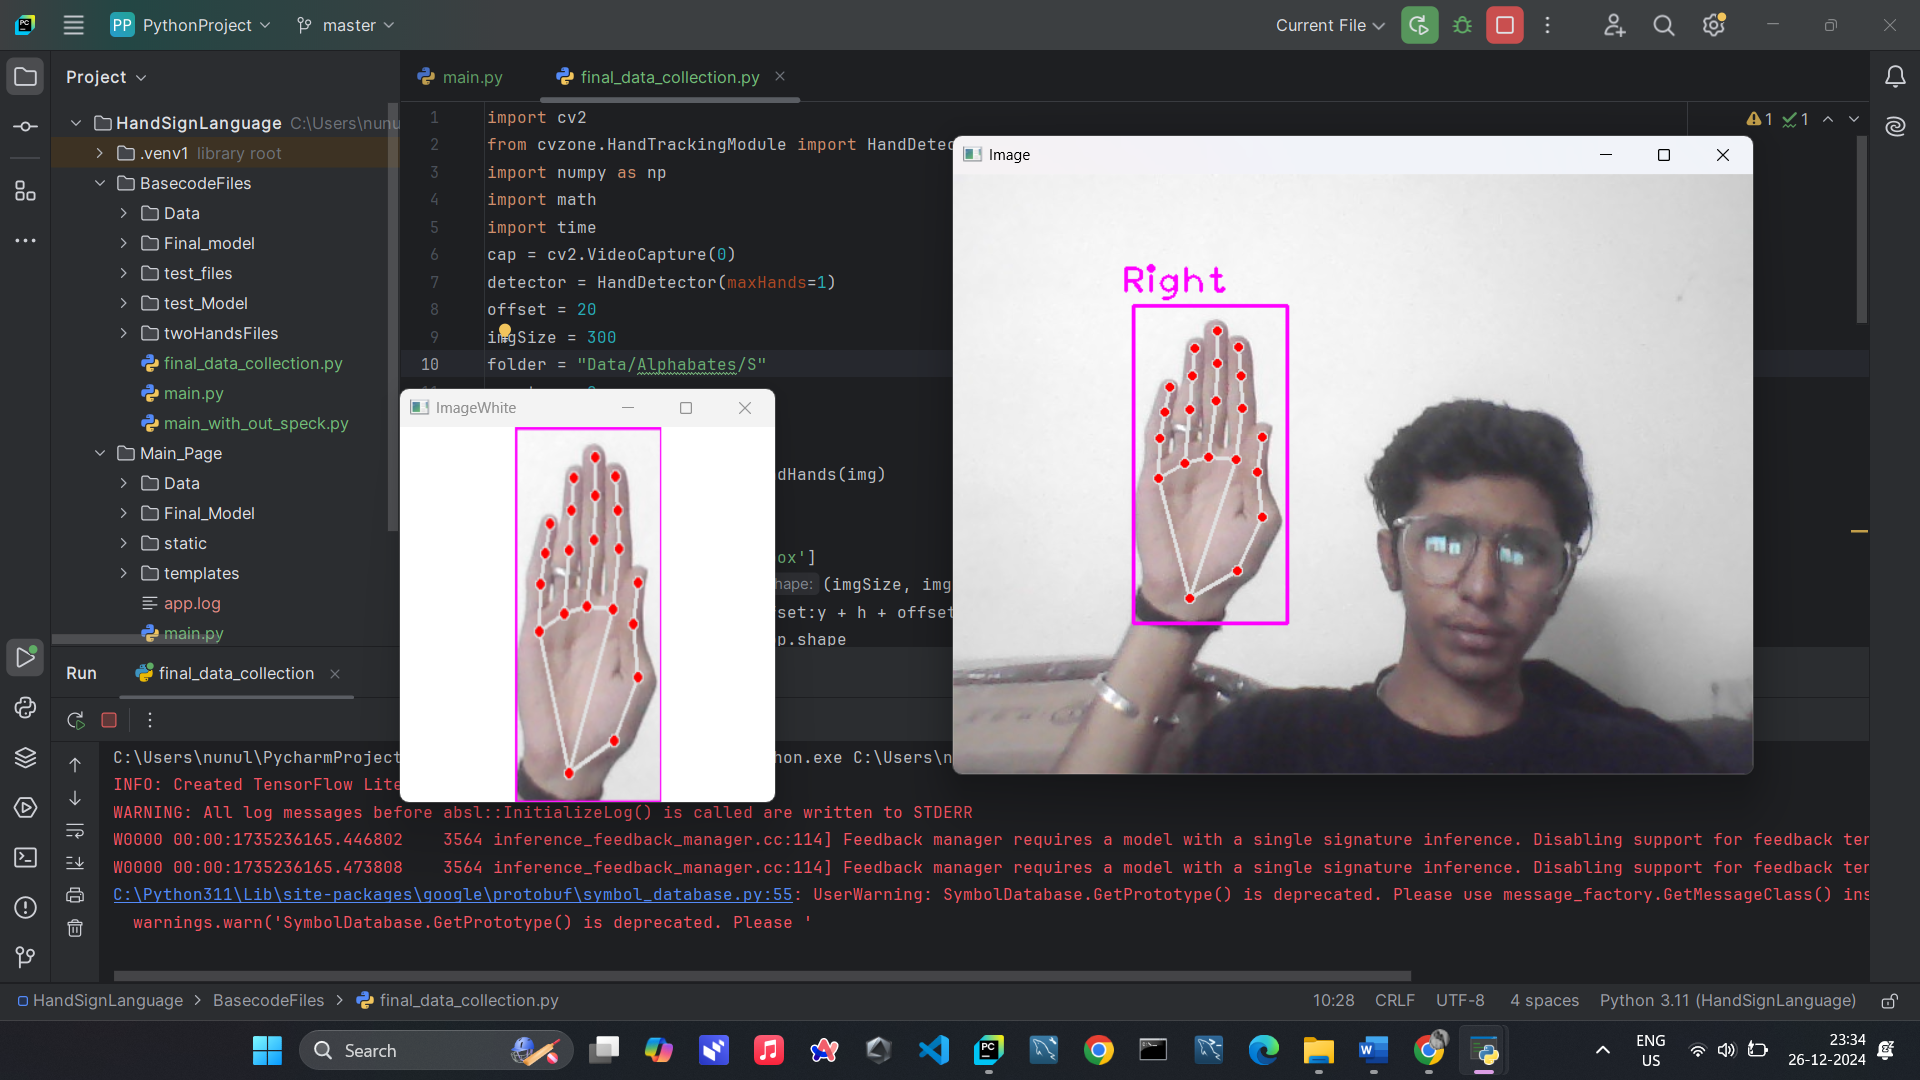 PP PythonProject
master
Current File
Project
main.py
final_data_collection.py
HandSignLanguage C:\Users\nunu
.venv1 library root
BasecodeFiles
Data
Final_model
test_files
test_Model
twoHandsFiles
final_data_collection.py
main.py
main_with_out_speck.py
Main_Page
Data
Final_Model
static
templates
app.log
main.py
1 import cv2
2 from cvzone.HandTrackingModule import HandDetec
3 import numpy as np
4 import math
5 import time
6 cap = cv2.VideoCapture(0)
7 detector = HandDetector(maxHands=1)
8 offset = 20
9 imgSize = 300
10 folder = "Data/Alphabates/S"
dHands(img)
ox']
hape: (imgSize, img
fset:y + h + offset
p.shape
1 1
ImageWhite
Image
Right
Run
final_data_collection
C:\Users\nunul\PycharmProject
hon.exe C:\Users\n
INFO: Created TensorFlow Lite
WARNING: All log messages before absl::InitializeLog() is called are written to STDERR
W0000 00:00:1735236165.446802 3564 inference_feedback_manager.cc:114] Feedback manager requires a model with a single signature inference. Disabling support for feedback ten
W0000 00:00:1735236165.473808 3564 inference_feedback_manager.cc:114] Feedback manager requires a model with a single signature inference. Disabling support for feedback ten
C:\Python311\Lib\site-packages\google\protobuf\symbol_database.py:55: UserWarning: SymbolDatabase.GetPrototype() is deprecated. Please use message_factory.GetMessageClass() ins
warnings.warn('SymbolDatabase.GetPrototype() is deprecated. Please '
HandSignLanguage > BasecodeFiles > final_data_collection.py
10:28 CRLF UTF-8 4 spaces Python 3.11 (HandSignLanguage)
Search
ENG
US
23:34
26-12-2024